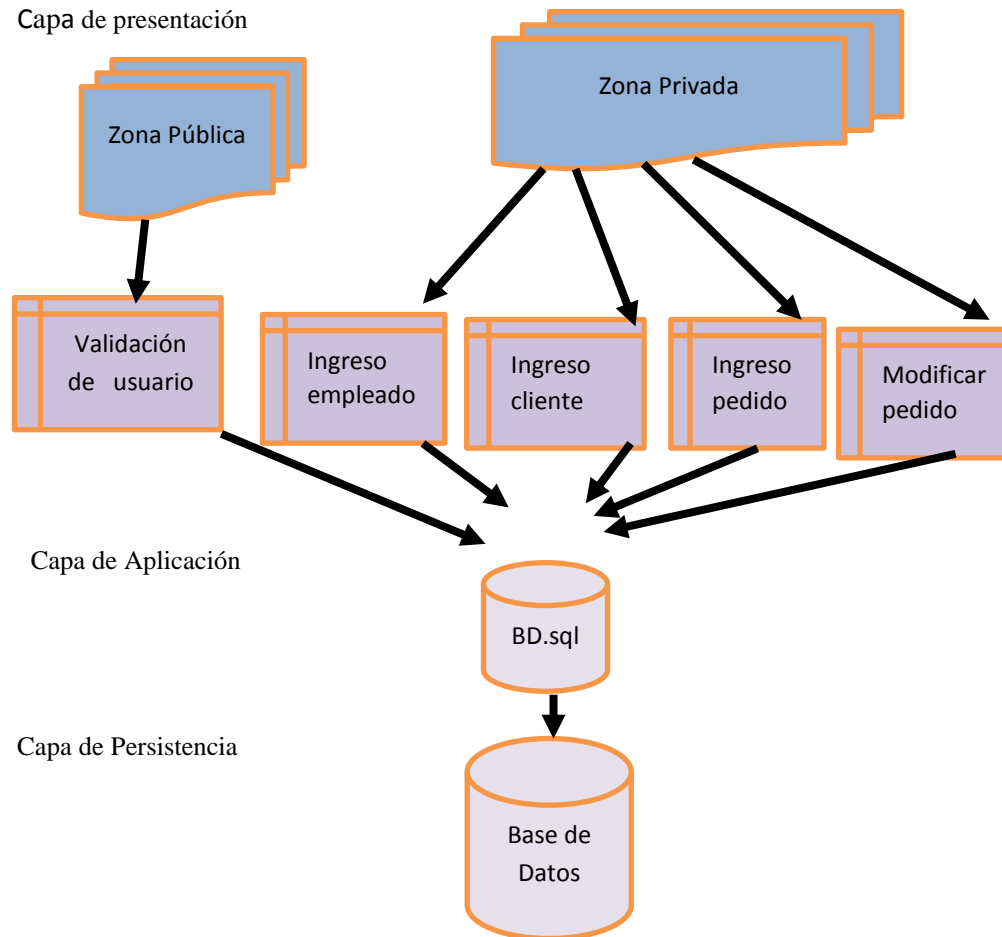 Capa de presentación
Zona Pública
Zona Privada
Validación
de usuario
Ingreso
empleado
Ingreso
cliente
Ingreso
pedido
Modificar
pedido
Capa de Aplicación
BD.sql
Capa de Persistencia
Base de
Datos